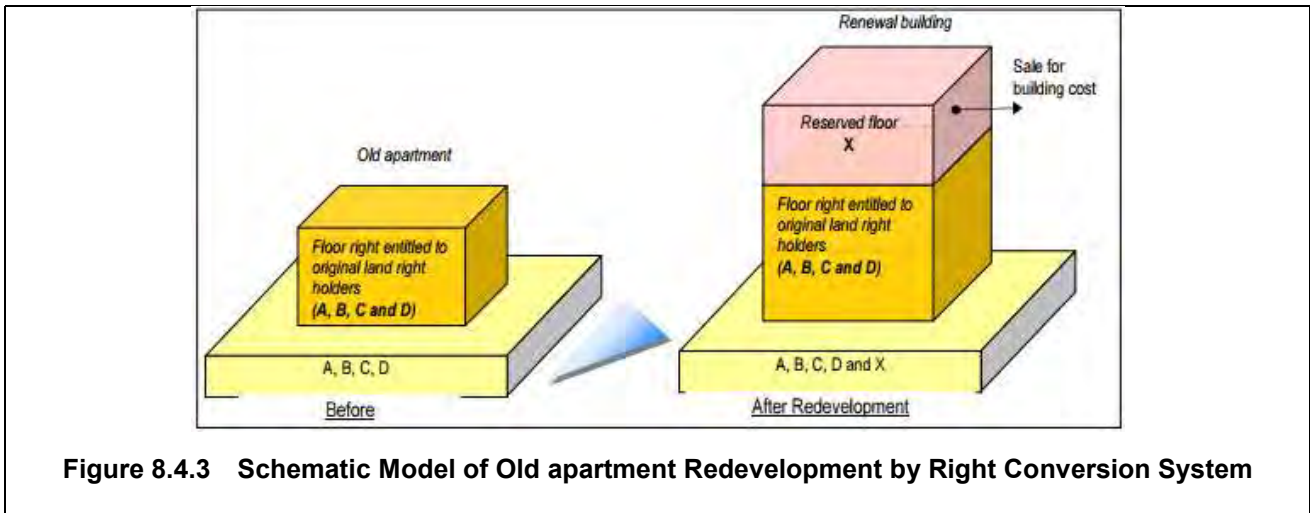 Renewal building
Sale for
building cost
Reserved floor
X
Old apartment
Floor right entitled to
original land right
holders
(A, B, C and D)
Floor right entitled to
original land right
holders
(A, B, C and D)
A, B, C, D
A, B, C, D and X
Before
After Redevelopment
Figure 8.4.3 Schematic Model of Old apartment Redevelopment by Right Conversion System